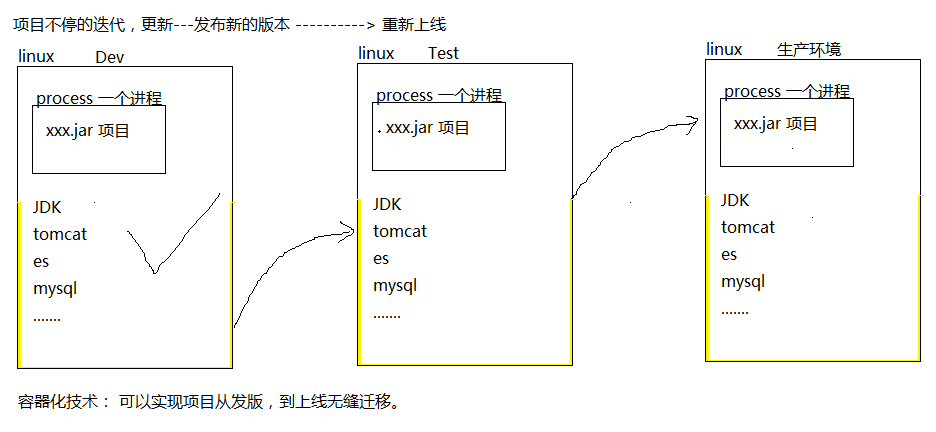 项目不停的迭代，更新---发布新的版本 -----------> 重新上线
linux Dev
process 一个进程
xxx.jar 项目
JDK
tomcat
es
mysql
.......
linux Test
process 一个进程
xxx.jar 项目
JDK
tomcat
es
mysql
.......
linux 生产环境
process 一个进程
xxx.jar 项目
JDK
tomcat
es
mysql
.......
容器化技术： 可以实现项目从发版，到上线无缝迁移。